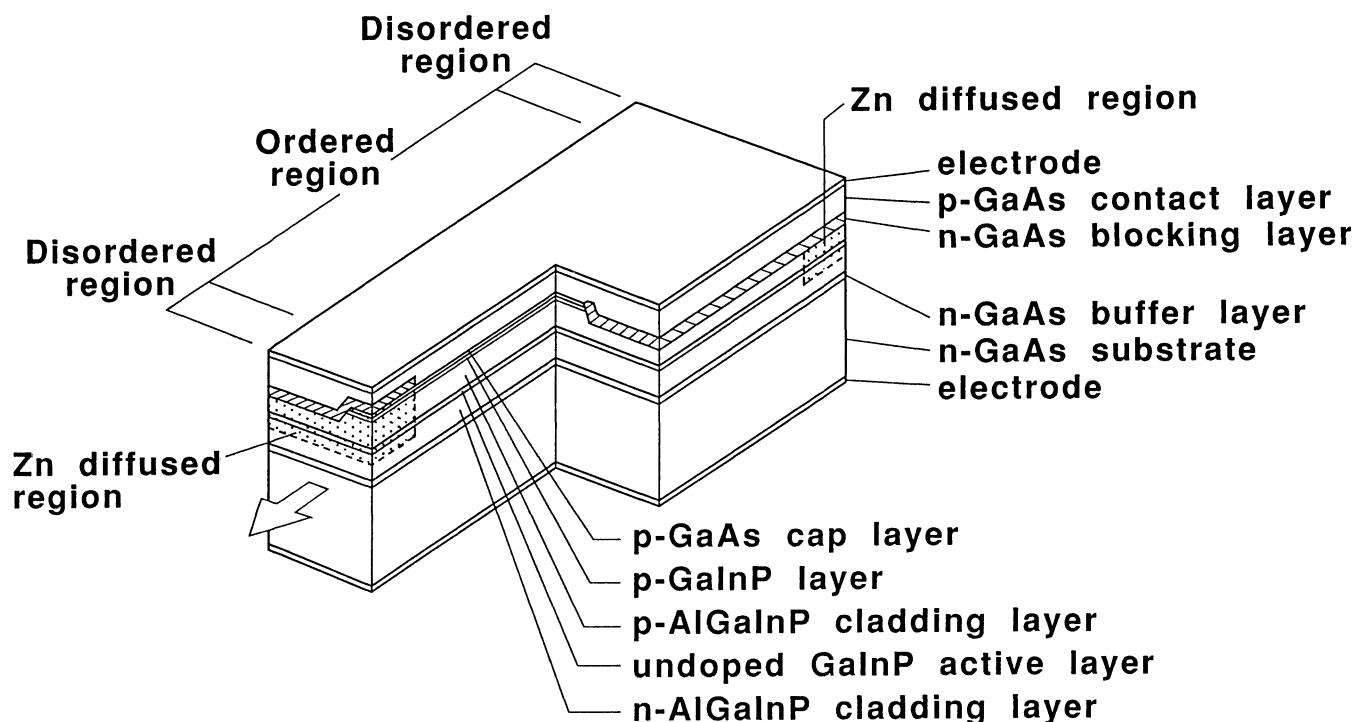 Disordered
region
Ordered
region
Disordered
region
Zn diffused region
electrode
p-GaAs contact layer
n-GaAs blocking layer
n-GaAs buffer layer
n-GaAs substrate
electrode
Zn diffused
region
p-GaAs cap layer
p-GaInP layer
p-AlGaInP cladding layer
undoped GaInP active layer
n-AlGaInP cladding layer